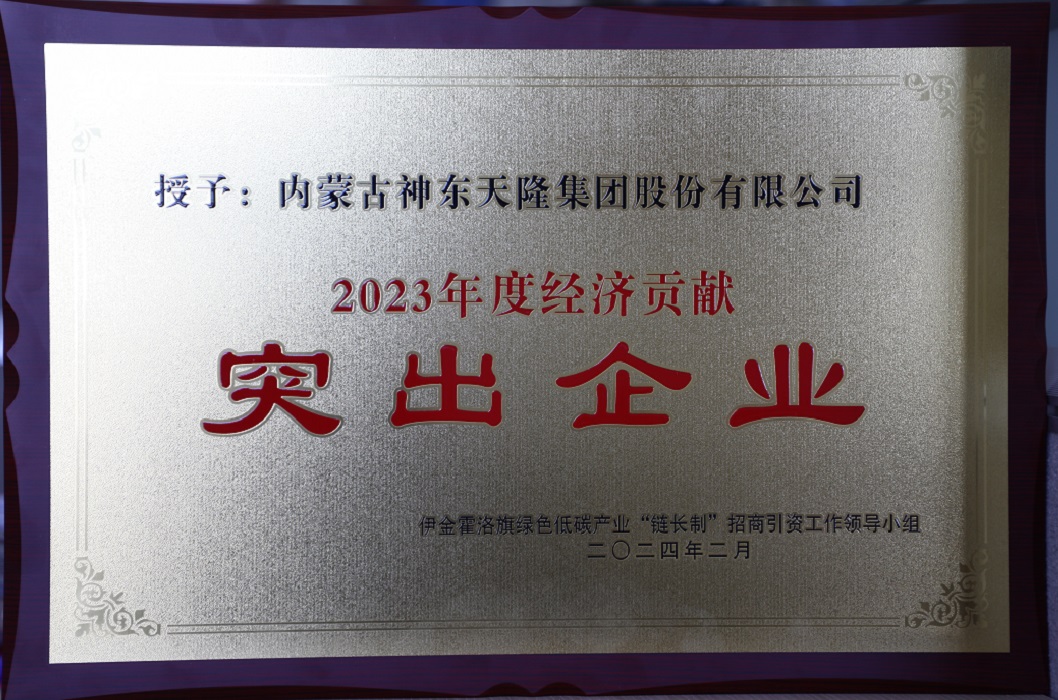 授予：内蒙古神东天隆集团股份有限公司
2023年度经济贡献
突出企业
伊金霍洛旗绿色低碳产业“链长制”招商引资工作领导小组
二〇二四年二月